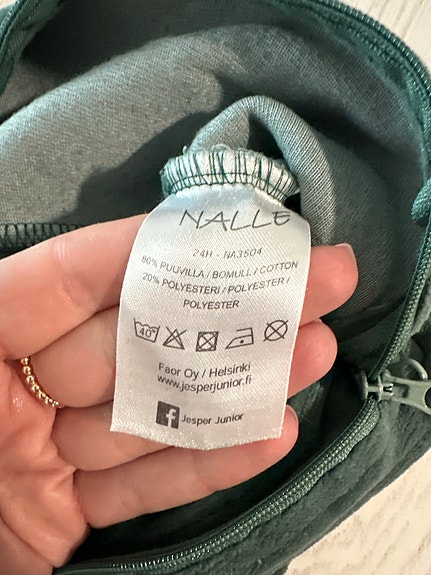 NALLE
24H - NA3504
80% PUUVILLA / BOMULL / COTTON
20% POLYESTERI / POLYESTER /
POLYESTER
40°
Faor Oy / Helsinki
www.jesperjunior.fi
f Jesper Junior